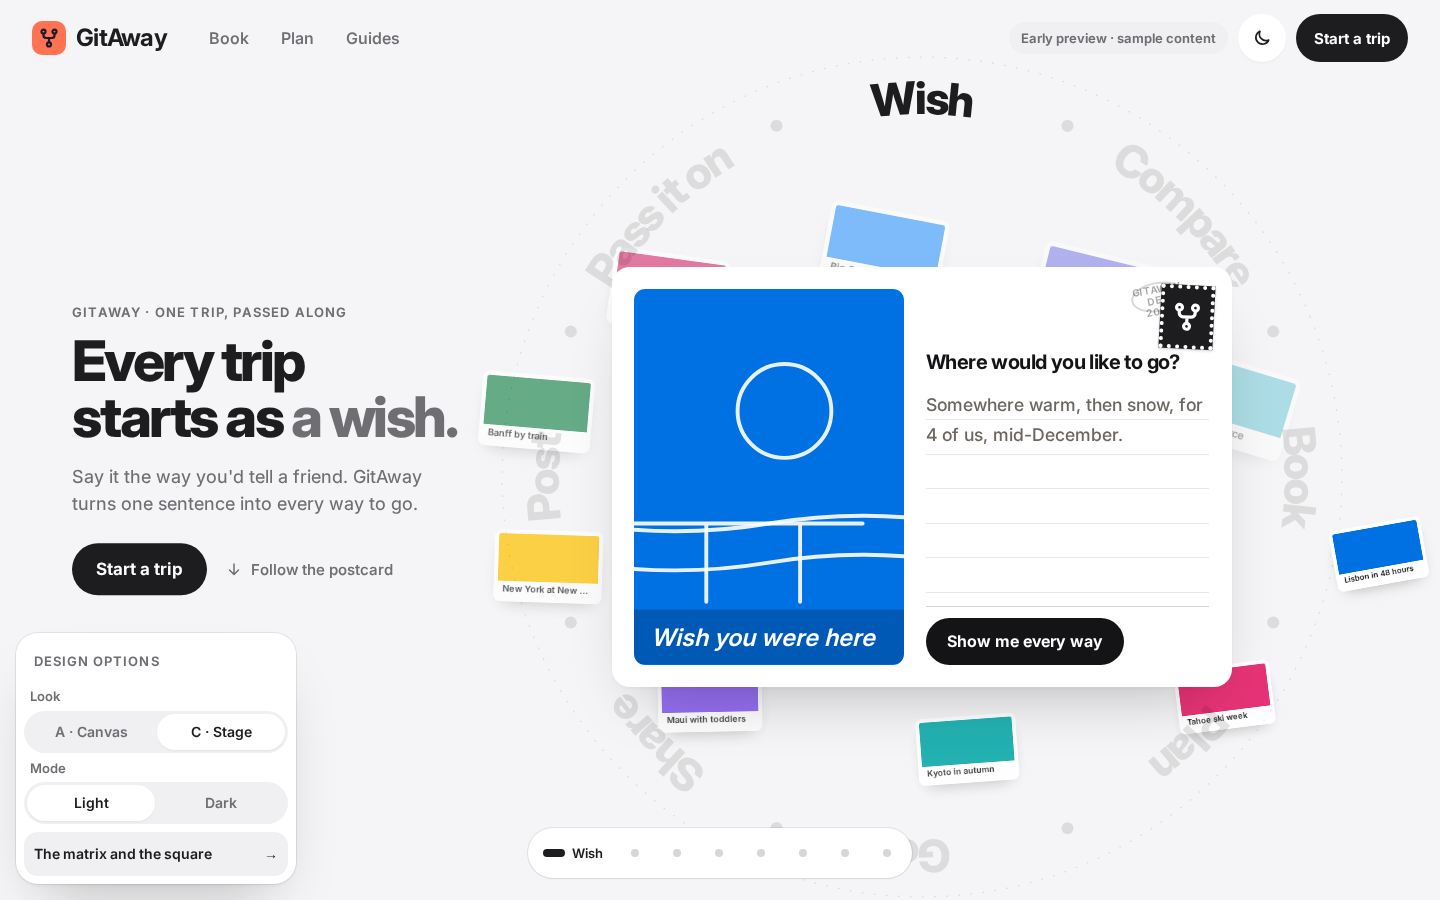 GitAway
Book
Plan
Guides
Early preview · sample content
Start a trip
Wish
Compare
Book
plan
Share
Post
Pass it on
GITAWAY · ONE TRIP, PASSED ALONG
Every trip
starts as a wish.
Say it the way you'd tell a friend. GitAway
turns one sentence into every way to go.
Start a trip
↓ Follow the postcard
Banff by train
New York at New ...
Maui with toddlers
Kyoto in autumn
Tahoe ski week
Lisbon in 48 hours
Wish you were here
Where would you like to go?
Somewhere warm, then snow, for
4 of us, mid-December.
Show me every way
DESIGN OPTIONS
Look
A · Canvas
C · Stage
Mode
Light
Dark
The matrix and the square →
Wish